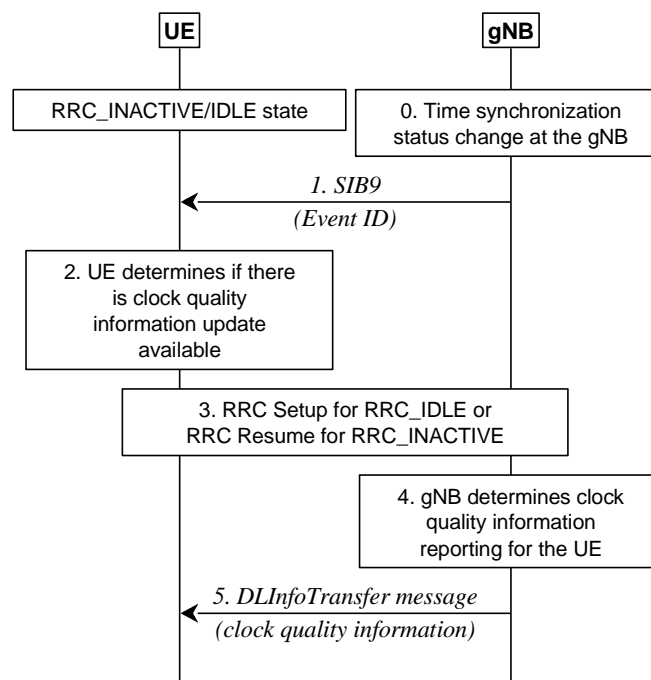 UE
gNB
RRC_INACTIVE/IDLE state
0. Time synchronization
status change at the gNB
1. SIB9
(Event ID)
2. UE determines if there
is clock quality
information update
available
3. RRC Setup for RRC_IDLE or
RRC Resume for RRC_INACTIVE
4. gNB determines clock
quality information
reporting for the UE
5. DLInfoTransfer message
(clock quality information)